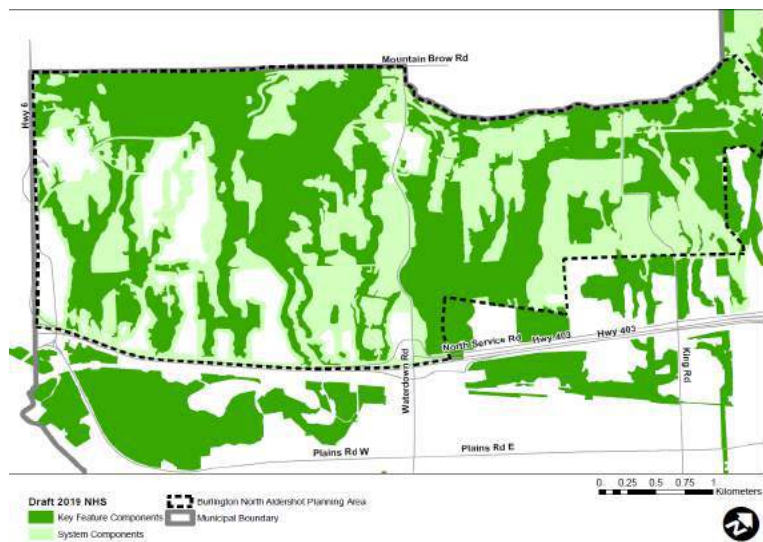 Mountain Brow Rd
Hwy 6
North Service Rd
Hwy 403
Hwy 403
Waterdown Rd
King Rd
Plains Rd W
Plains Rd E
0 0.25 0.5 0.75 1
Kilometers
Draft 2019 NHS
Key Feature Components
System Components
Burlington North Aldershot Planning Area
Municipal Boundary